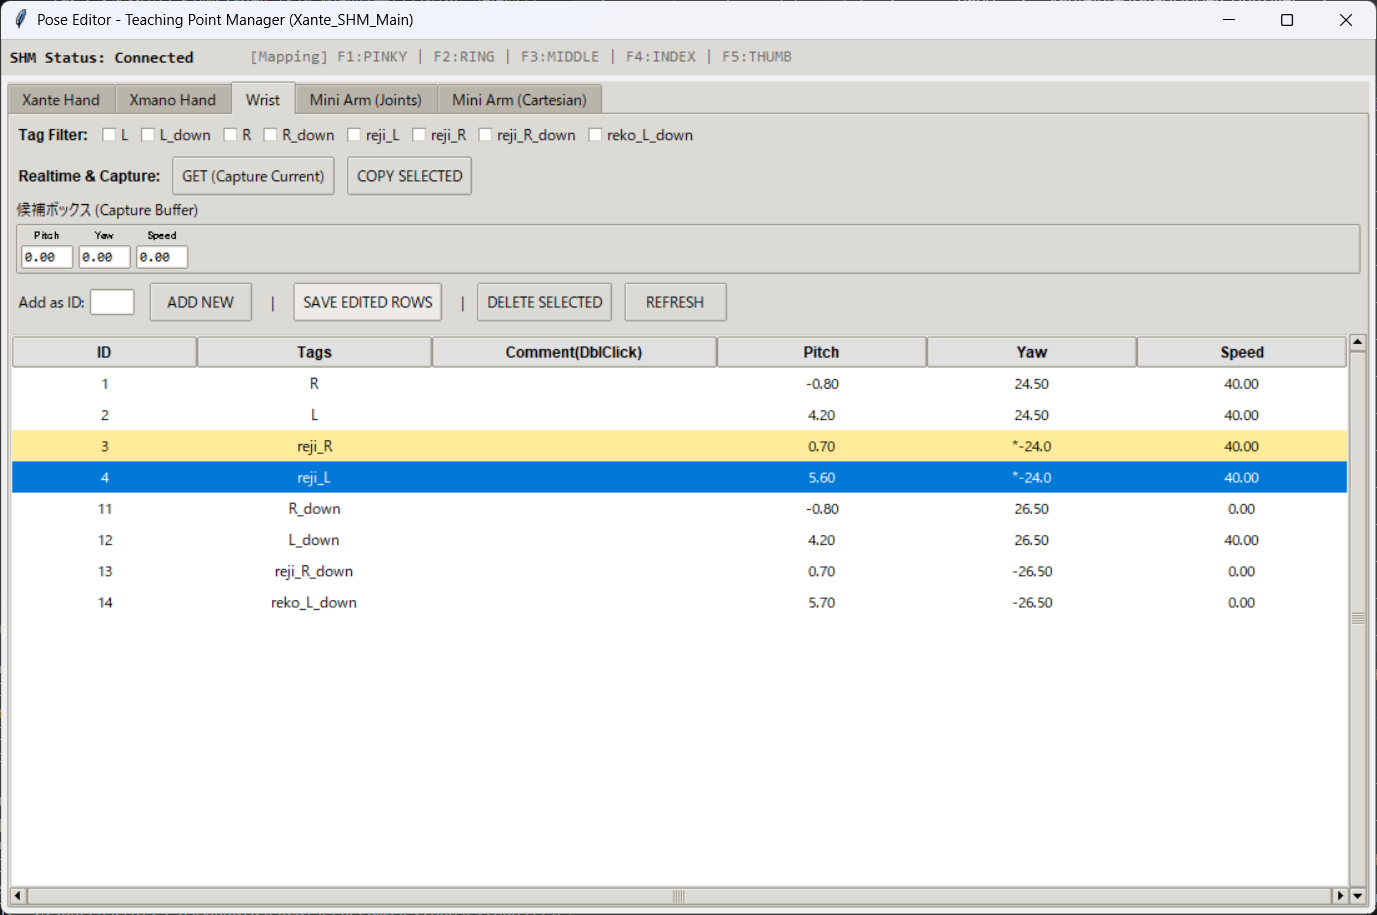 Pose Editor - Teaching Point Manager (Xante_SHM_Main)
SHM Status: Connected [Mapping] F1:PINKY | F2:RING | F3:MIDDLE | F4:INDEX | F5:THUMB
Xante Hand Xmano Hand Wrist Mini Arm (Joints) Mini Arm (Cartesian)
Tag Filter: L L_down R R_down reji_L reji_R reji_R_down reko_L_down
Realtime & Capture: GET (Capture Current) COPY SELECTED
候補ボックス (Capture Buffer)
Pitch Yaw Speed
0.00 0.00 0.00
Add as ID: ADD NEW | SAVE EDITED ROWS | DELETE SELECTED REFRESH
ID Tags Comment(DblClick) Pitch Yaw Speed
1 R -0.80 24.50 40.00
2 L 4.20 24.50 40.00
3 reji_R 0.70 *-24.0 40.00
4 reji_L 5.60 *-24.0 40.00
11 R_down -0.80 26.50 0.00
12 L_down 4.20 26.50 40.00
13 reji_R_down 0.70 -26.50 0.00
14 reko_L_down 5.70 -26.50 0.00